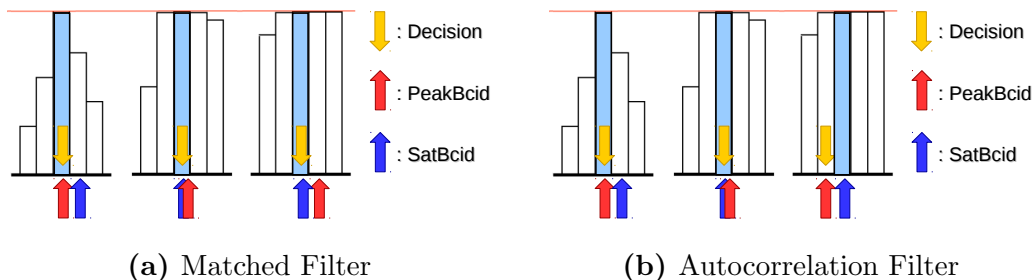 : Decision
: PeakBcid
: SatBcid
: Decision
: PeakBcid
: SatBcid
(a) Matched Filter
(b) Autocorrelation Filter